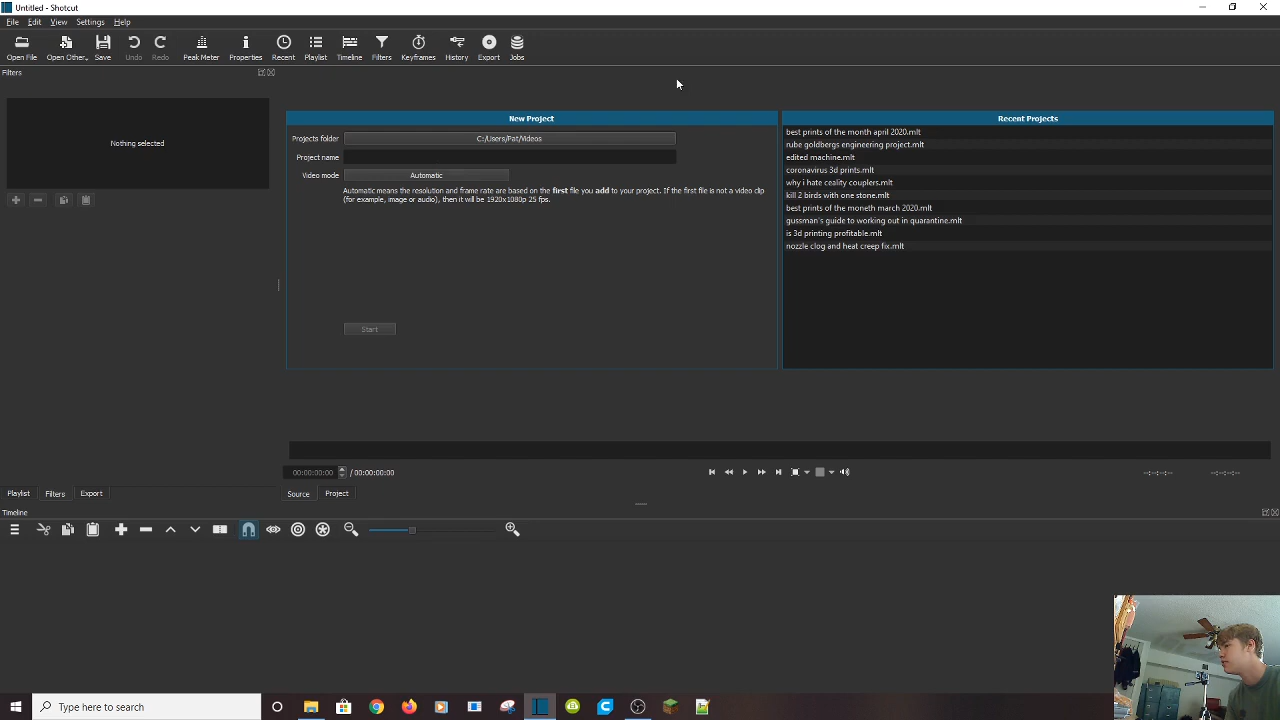 Untitled - Shotcut
File Edit View Settings Help
Open File Open Other.. Save Undo Redo Peak Meter Properties Recent Playlist Timeline Filters Keyframes History Export Jobs
Filters
Nothing selected
New Project
Projects folder C:/Users/Pat/Videos
Project name
Video mode Automatic
Automatic means the resolution and frame rate are based on the first file you add to your project. If the first file is not a video clip
(for example, image or audio), then it will be 1920x1080p 25 fps.
Start
Recent Projects
best prints of the month april 2020.mlt
rube goldbergs engineering project.mlt
edited machine.mlt
coronavirus 3d prints.mlt
why i hate ceality couplers.mlt
kill 2 birds with one stone.mlt
best prints of the moneth march 2020.mlt
gussman's guide to working out in quarantine.mlt
is 3d printing profitable.mlt
nozzle clog and heat creep fix.mlt
00:00:00:00 / 00:00:00:00 --:--:--:-- --:--:--:--
Playlist Filters Export
Source Project
Timeline
Type here to search